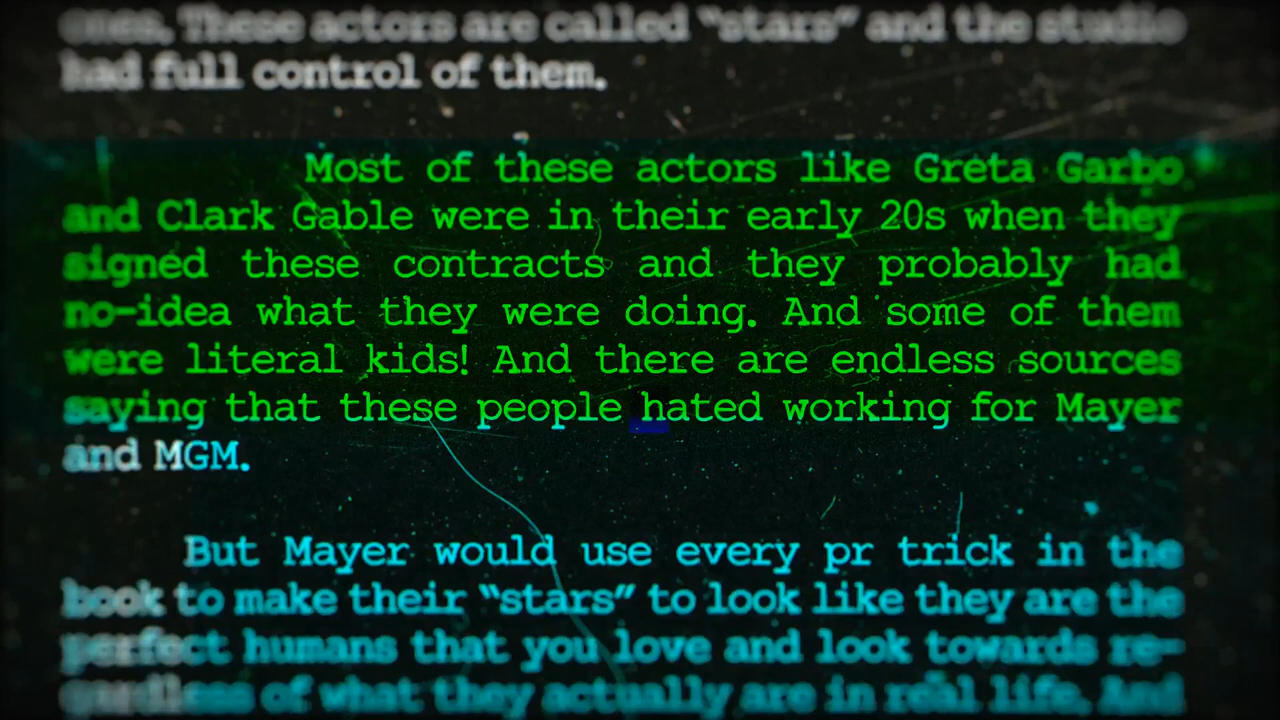 ones. These actors are called “stars” and the studio
had full control of them.
Most of these actors like Greta Garbo
and Clark Gable were in their early 20s when they
signed these contracts and they probably had
no-idea what they were doing. And some of them
were literal kids! And there are endless sources
saying that these people hated working for Mayer
and MGM.
But Mayer would use every pr trick in the
book to make their “stars” to look like they are the
perfect humans that you love and look towards re-
gardless of what they actually are in real life. And